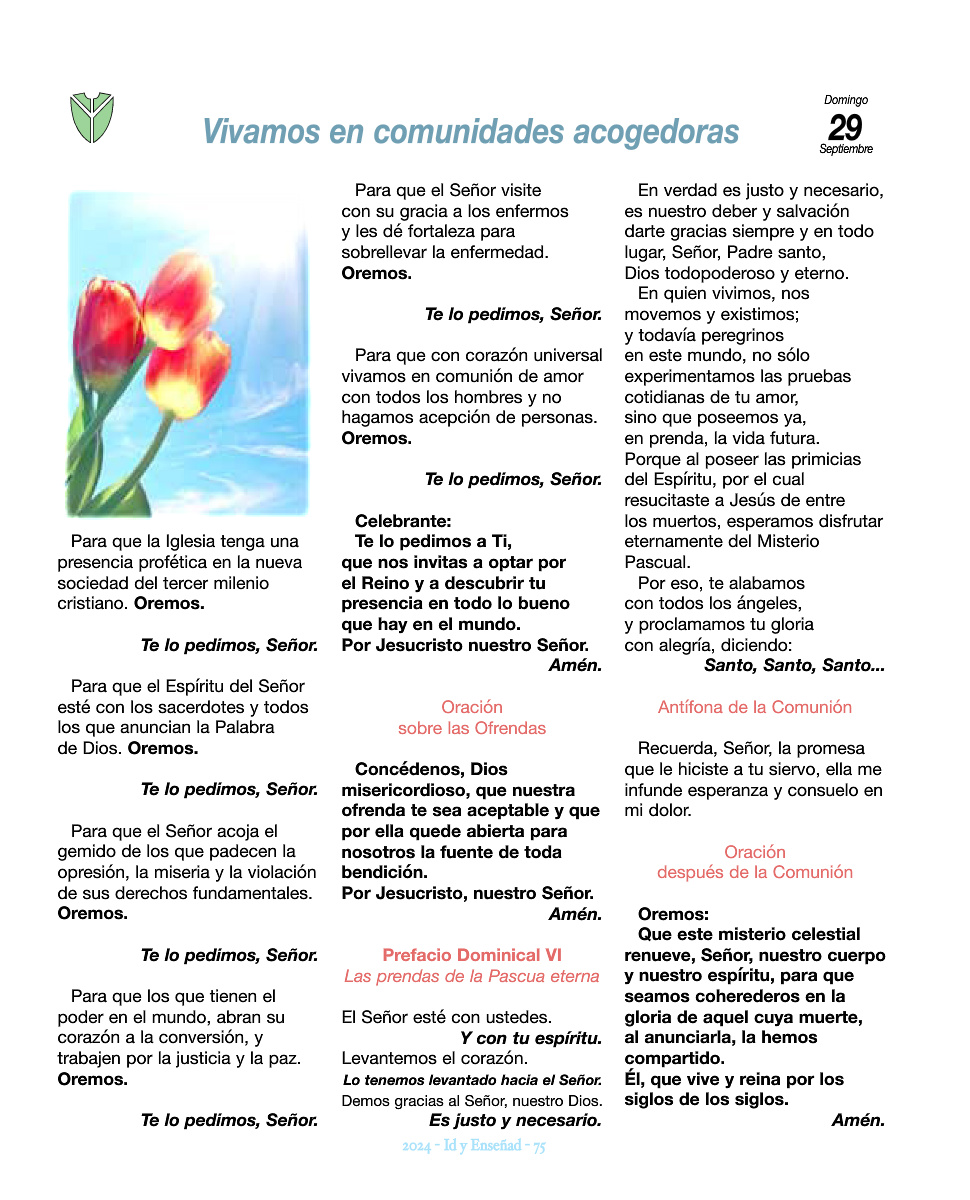 Vivamos en comunidades acogedoras
Domingo
29
Septiembre
Para que la Iglesia tenga una
presencia profética en la nueva
sociedad del tercer milenio
cristiano. Oremos.
Te lo pedimos, Señor.
Para que el Espíritu del Señor
esté con los sacerdotes y todos
los que anuncian la Palabra
de Dios. Oremos.
Te lo pedimos, Señor.
Para que el Señor acoja el
gemido de los que padecen la
opresión, la miseria y la violación
de sus derechos fundamentales.
Oremos.
Te lo pedimos, Señor.
Para que los que tienen el
poder en el mundo, abran su
corazón a la conversión, y
trabajen por la justicia y la paz.
Oremos.
Te lo pedimos, Señor.
Para que el Señor visite
con su gracia a los enfermos
y les dé fortaleza para
sobrellevar la enfermedad.
Oremos.
Te lo pedimos, Señor.
Para que con corazón universal
vivamos en comunión de amor
con todos los hombres y no
hagamos acepción de personas.
Oremos.
Te lo pedimos, Señor.
Celebrante:
Te lo pedimos a Ti,
que nos invitas a optar por
el Reino y a descubrir tu
presencia en todo lo bueno
que hay en el mundo.
Por Jesucristo nuestro Señor.
Amén.
Oración
sobre las Ofrendas
Concédenos, Dios
misericordioso, que nuestra
ofrenda te sea aceptable y que
por ella quede abierta para
nosotros la fuente de toda
bendición.
Por Jesucristo, nuestro Señor.
Amén.
Prefacio Dominical VI
Las prendas de la Pascua eterna
El Señor esté con ustedes.
Y con tu espíritu.
Levantemos el corazón.
Lo tenemos levantado hacia el Señor.
Demos gracias al Señor, nuestro Dios.
Es justo y necesario.
En verdad es justo y necesario,
es nuestro deber y salvación
darte gracias siempre y en todo
lugar, Señor, Padre santo,
Dios todopoderoso y eterno.
En quien vivimos, nos
movemos y existimos;
y todavía peregrinos
en este mundo, no sólo
experimentamos las pruebas
cotidianas de tu amor,
sino que poseemos ya,
en prenda, la vida futura.
Porque al poseer las primicias
del Espíritu, por el cual
resucitaste a Jesús de entre
los muertos, esperamos disfrutar
eternamente del Misterio
Pascual.
Por eso, te alabamos
con todos los ángeles,
y proclamamos tu gloria
con alegría, diciendo:
Santo, Santo, Santo...
Antífona de la Comunión
Recuerda, Señor, la promesa
que le hiciste a tu siervo, ella me
infunde esperanza y consuelo en
mi dolor.
Oración
después de la Comunión
Oremos:
Que este misterio celestial
renueve, Señor, nuestro cuerpo
y nuestro espíritu, para que
seamos coherederos en la
gloria de aquel cuya muerte,
al anunciarla, la hemos
compartido.
Él, que vive y reina por los
siglos de los siglos.
Amén.
2024 - Id y Enseñad - 75